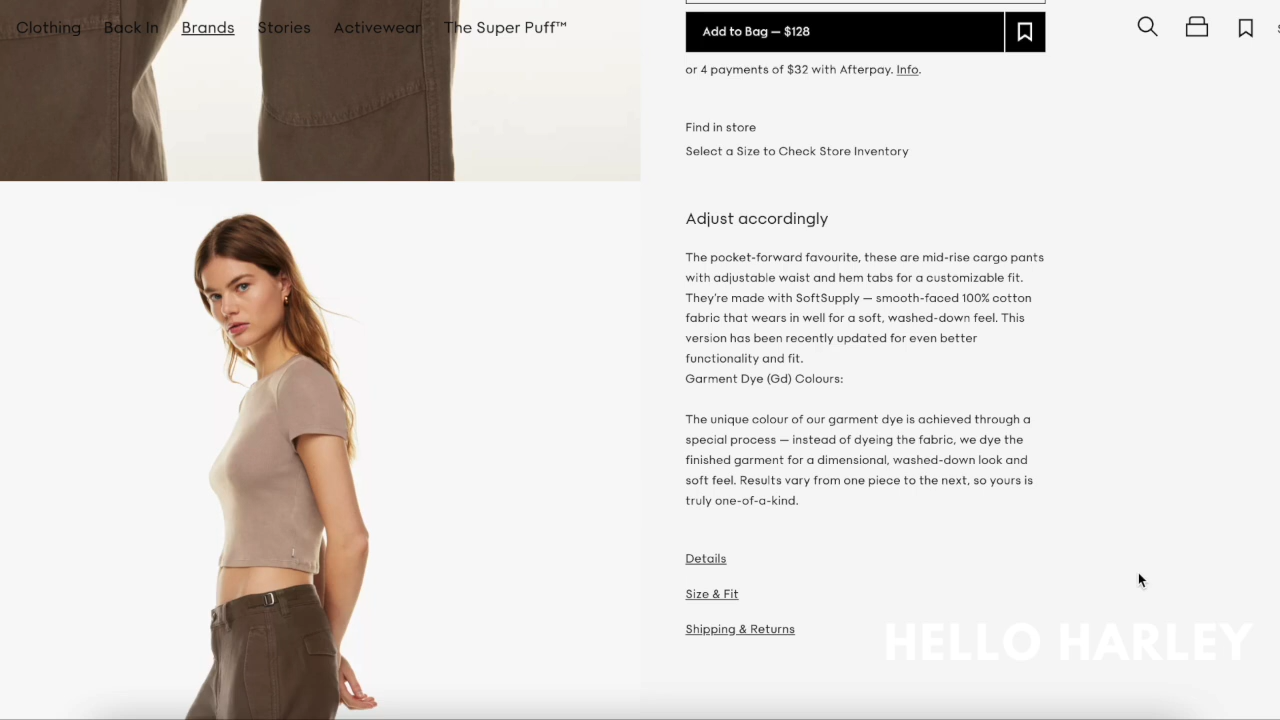 Clothing Back In Brands Stories Activewear The Super Puff™
Add to Bag — $128
or 4 payments of $32 with Afterpay. Info.
Find in store
Select a Size to Check Store Inventory
Adjust accordingly
The pocket-forward favourite, these are mid-rise cargo pants
with adjustable waist and hem tabs for a customizable fit.
They're made with SoftSupply — smooth-faced 100% cotton
fabric that wears in well for a soft, washed-down feel. This
version has been recently updated for even better
functionality and fit.
Garment Dye (Gd) Colours:
The unique colour of our garment dye is achieved through a
special process — instead of dyeing the fabric, we dye the
finished garment for a dimensional, washed-down look and
soft feel. Results vary from one piece to the next, so yours is
truly one-of-a-kind.
Details
Size & Fit
Shipping & Returns
HELLO HARLEY